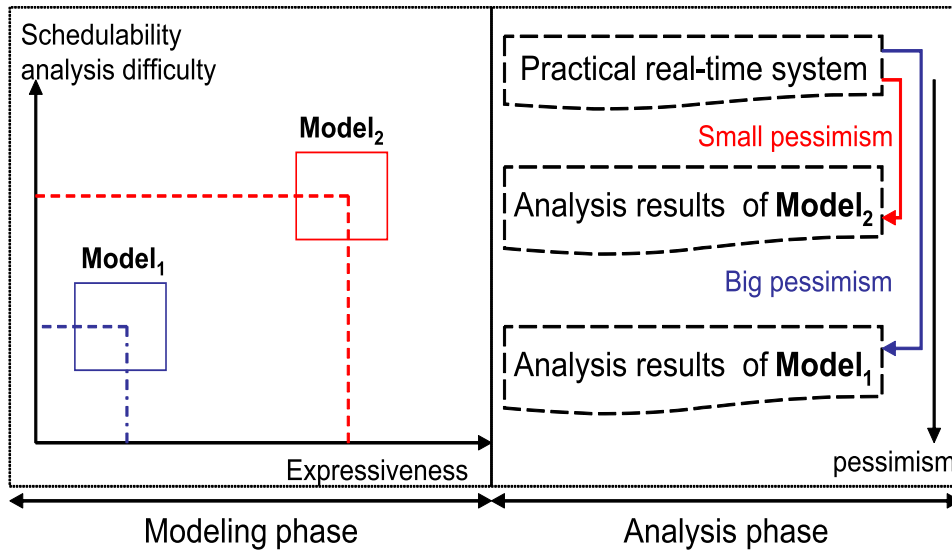 Schedulability
analysis difficulty
Model2
Model1
Expressiveness
Modeling phase
Practical real-time system
Small pessimism
Analysis results of Model2
Big pessimism
Analysis results of Model1
pessimism
Analysis phase